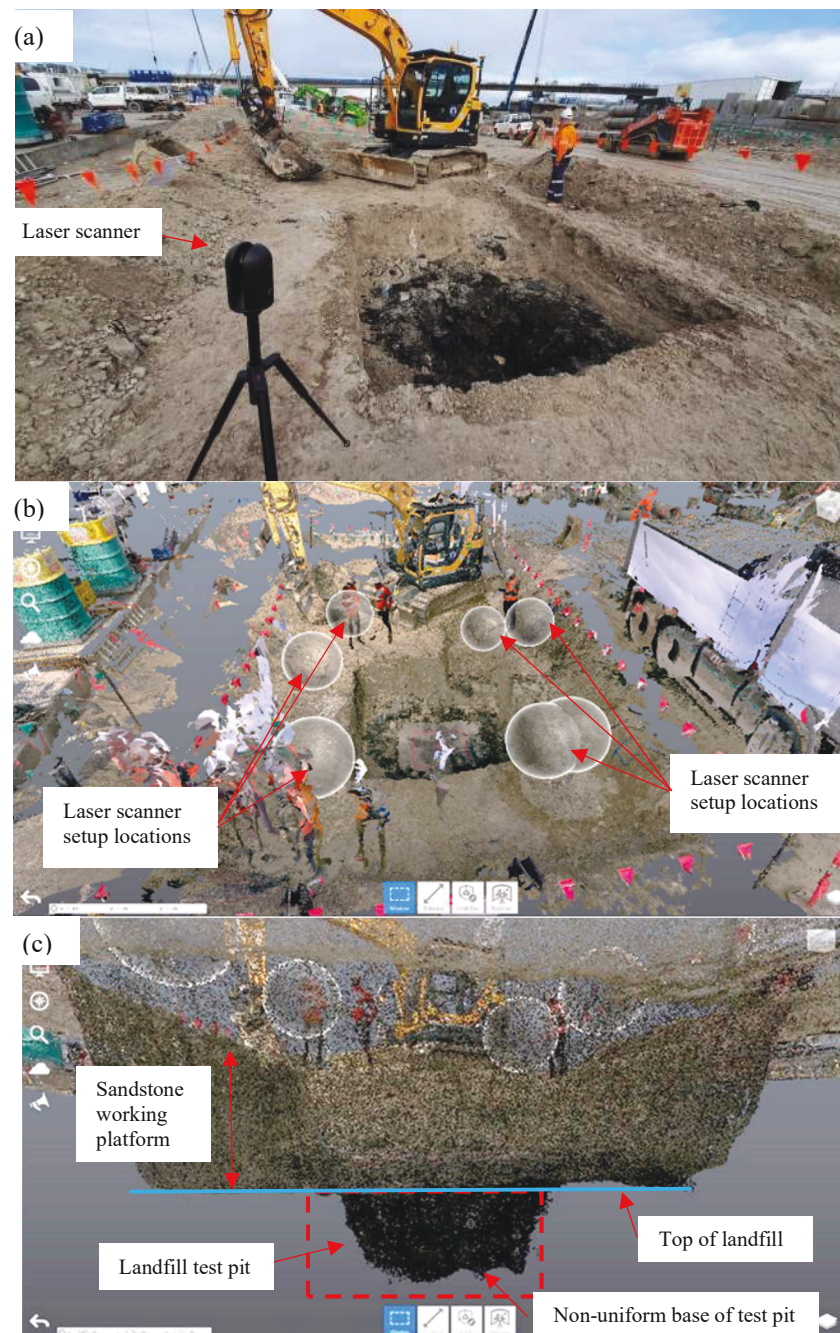 (a)
Laser scanner
(b)
Laser scanner
setup locations
Laser scanner
setup locations
(c)
Sandstone
working
platform
Top of landfill
Landfill test pit
Non-uniform base of test pit